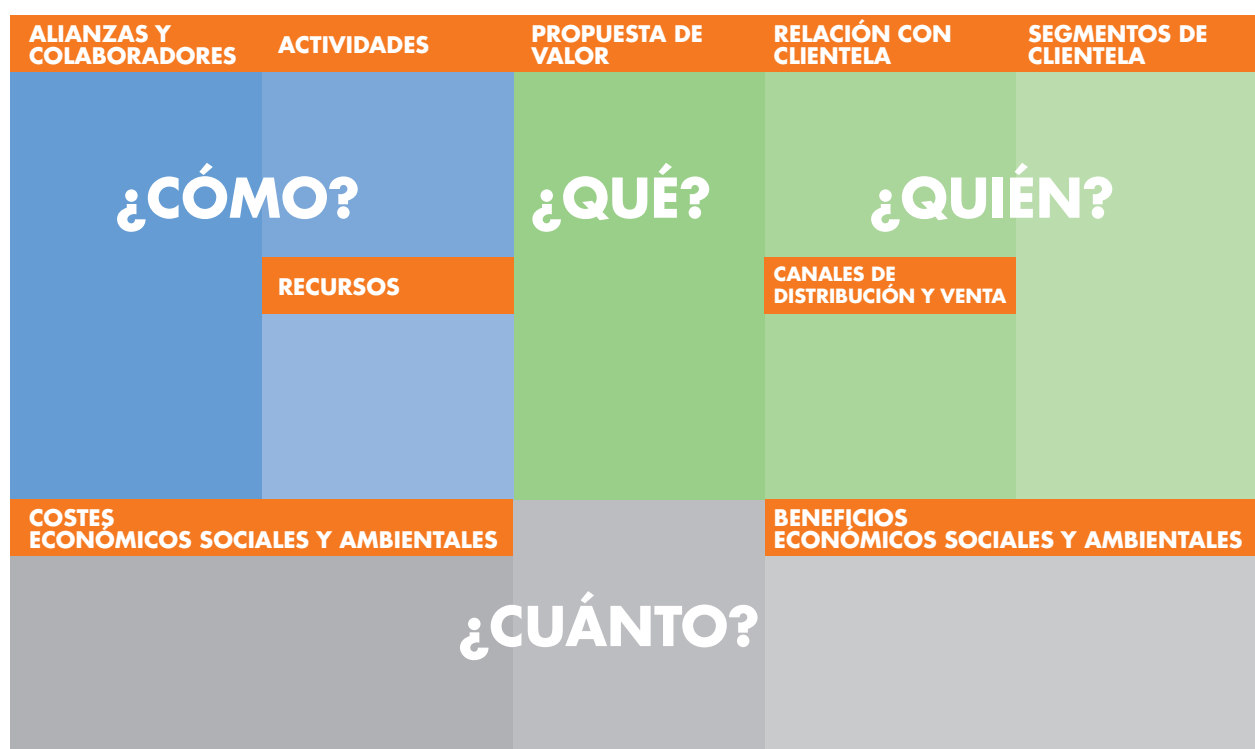 ALIANZAS Y
COLABORADORES
ACTIVIDADES
PROPUESTA DE
VALOR
RELACIÓN CON
CLIENTELA
SEGMENTOS DE
CLIENTELA
¿CÓMO?
¿QUÉ?
¿QUIÉN?
RECURSOS
CANALES DE
DISTRIBUCIÓN Y VENTA
COSTES
ECONÓMICOS SOCIALES Y AMBIENTALES
BENEFICIOS
ECONÓMICOS SOCIALES Y AMBIENTALES
¿CUÁNTO?